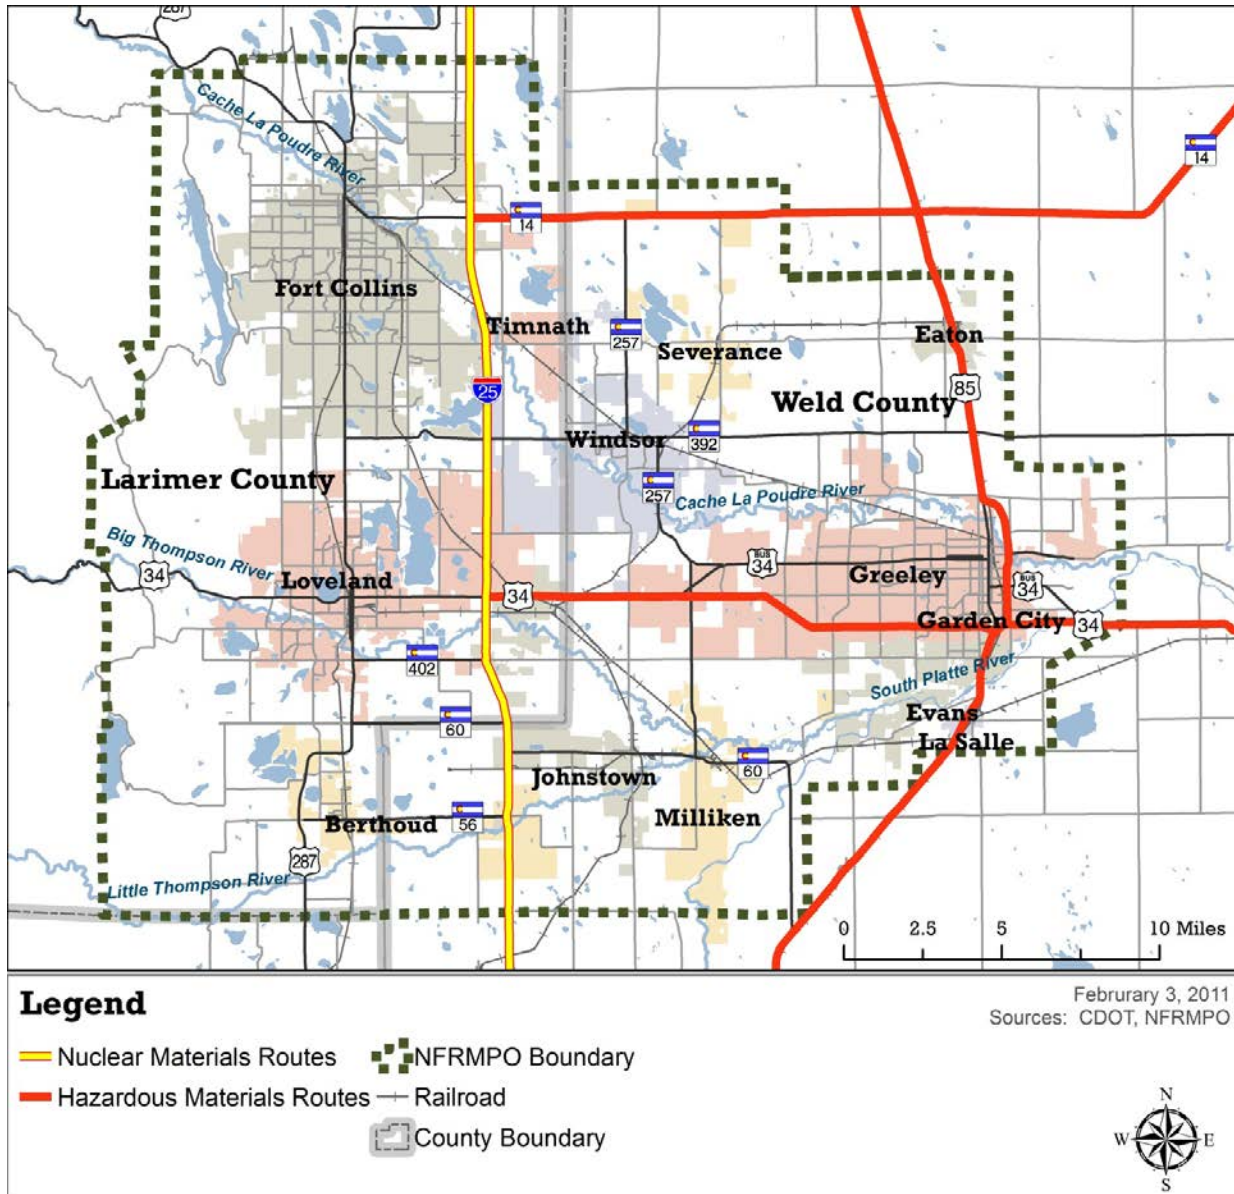 287
Cache La Poudre River
14
14
Fort Collins
Timnath
257
Severance
Eaton
25
85
Weld County
Windsor
392
Larimer County
257
Cache La Poudre River
Big Thompson River
34
Loveland
34
BUS
34
Greeley
BUS
34
Garden City
34
402
South Platte River
60
Evans
La Salle
60
Johnstown
Milliken
Berthoud
56
287
Little Thompson River
0 2.5 5 10 Miles
Legend
Februrary 3, 2011
Sources: CDOT, NFRMPO
Nuclear Materials Routes
NFRMPO Boundary
Hazardous Materials Routes
Railroad
County Boundary
N
W E
S